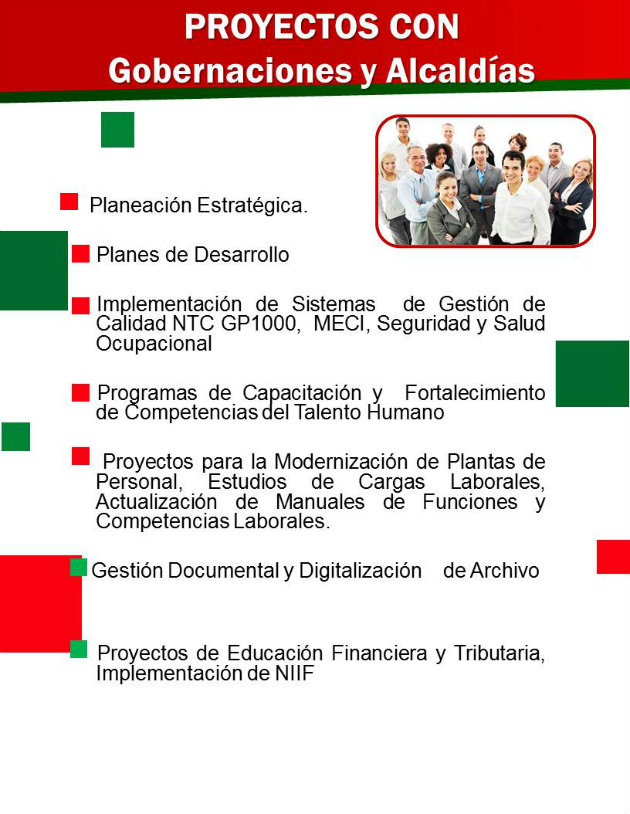 PROYECTOS CON
Gobernaciones y Alcaldías
Planeación Estratégica.
Planes de Desarrollo
Implementación de Sistemas de Gestión de
Calidad NTC GP1000, MECI, Seguridad y Salud
Ocupacional
Programas de Capacitación y Fortalecimiento
de Competencias del Talento Humano
Proyectos para la Modernización de Plantas de
Personal, Estudios de Cargas Laborales,
Actualización de Manuales de Funciones y
Competencias Laborales.
Gestión Documental y Digitalización de Archivo
Proyectos de Educación Financiera y Tributaria,
Implementación de NIIF